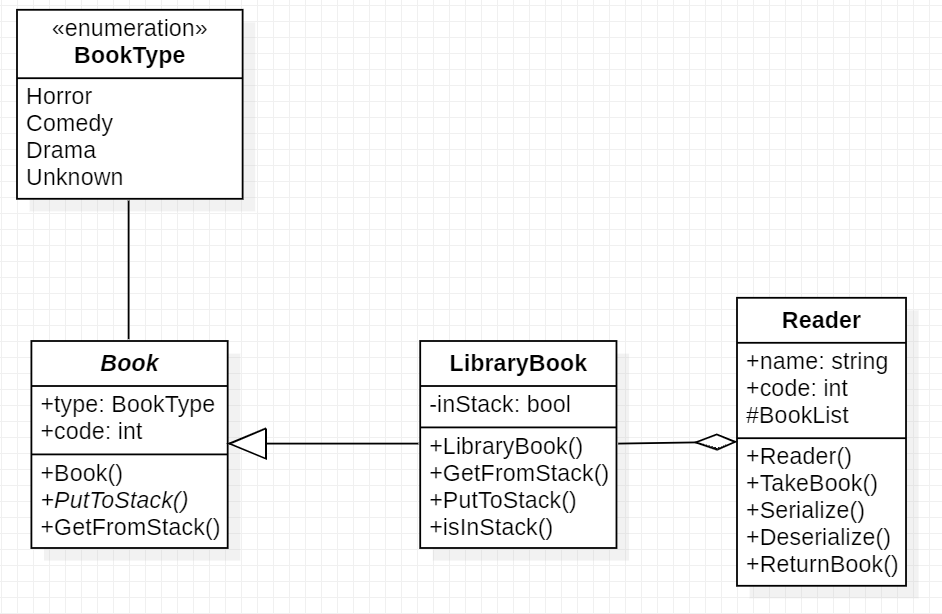 «enumeration»
BookType
Horror
Comedy
Drama
Unknown
Book
+type: BookType
+code: int
+Book()
+PutToStack()
+GetFromStack()
LibraryBook
-inStack: bool
+LibraryBook()
+GetFromStack()
+PutToStack()
+isInStack()
Reader
+name: string
+code: int
#BookList
+Reader()
+TakeBook()
+Serialize()
+Deserialize()
+ReturnBook()